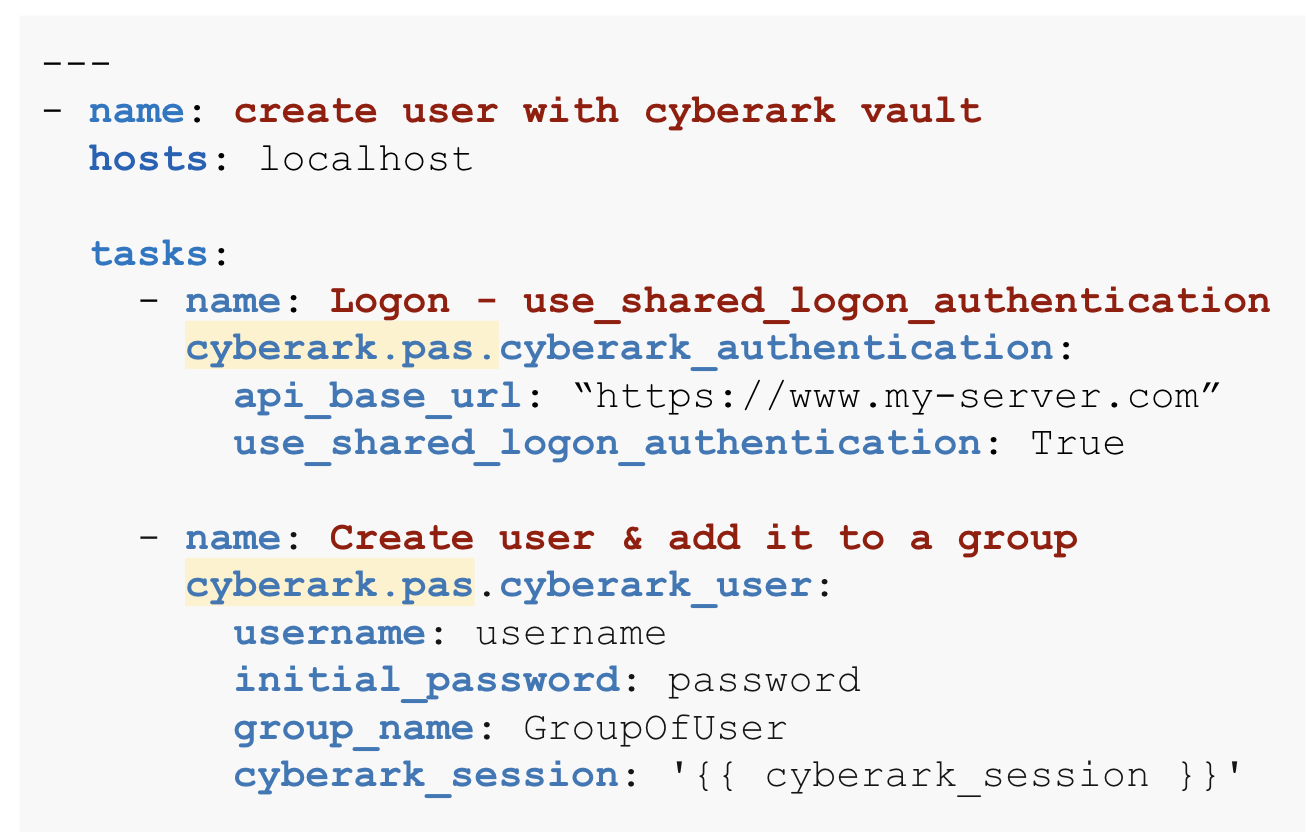 ---
- name: create user with cyberark vault
  hosts: localhost

  tasks:
    - name: Logon - use_shared_logon_authentication
      cyberark.pas.cyberark_authentication:
        api_base_url: “https://www.my-server.com”
        use_shared_logon_authentication: True

    - name: Create user & add it to a group
      cyberark.pas.cyberark_user:
        username: username
        initial_password: password
        group_name: GroupOfUser
        cyberark_session: '{{ cyberark_session }}'